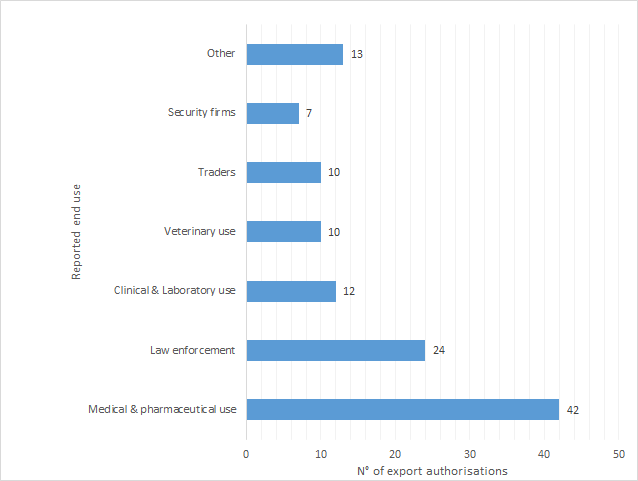 Other 13
Security firms 7
Traders 10
Veterinary use 10
Clinical & Laboratory use 12
Law enforcement 24
Medical & pharmaceutical use 42
Reported end use
0 10 20 30 40 50
N° of export authorisations